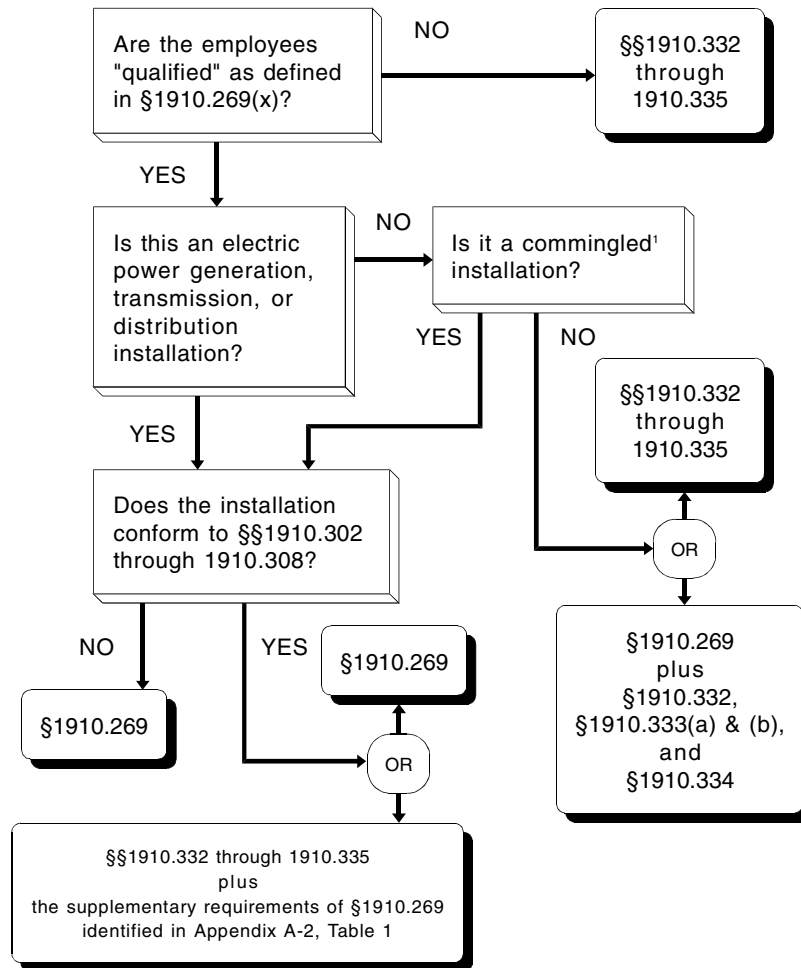 Are the employees
"qualified" as defined
in §1910.269(x)?
NO
§§1910.332
through
1910.335
YES
Is this an electric
power generation,
transmission, or
distribution
installation?
NO
Is it a commingled¹
installation?
YES
NO
§§1910.332
through
1910.335
YES
Does the installation
conform to §§1910.302
through 1910.308?
OR
NO
YES
§1910.269
§1910.269
plus
§1910.332,
§1910.333(a) & (b),
and
§1910.334
§1910.269
OR
§§1910.332 through 1910.335
plus
the supplementary requirements of §1910.269
identified in Appendix A-2, Table 1